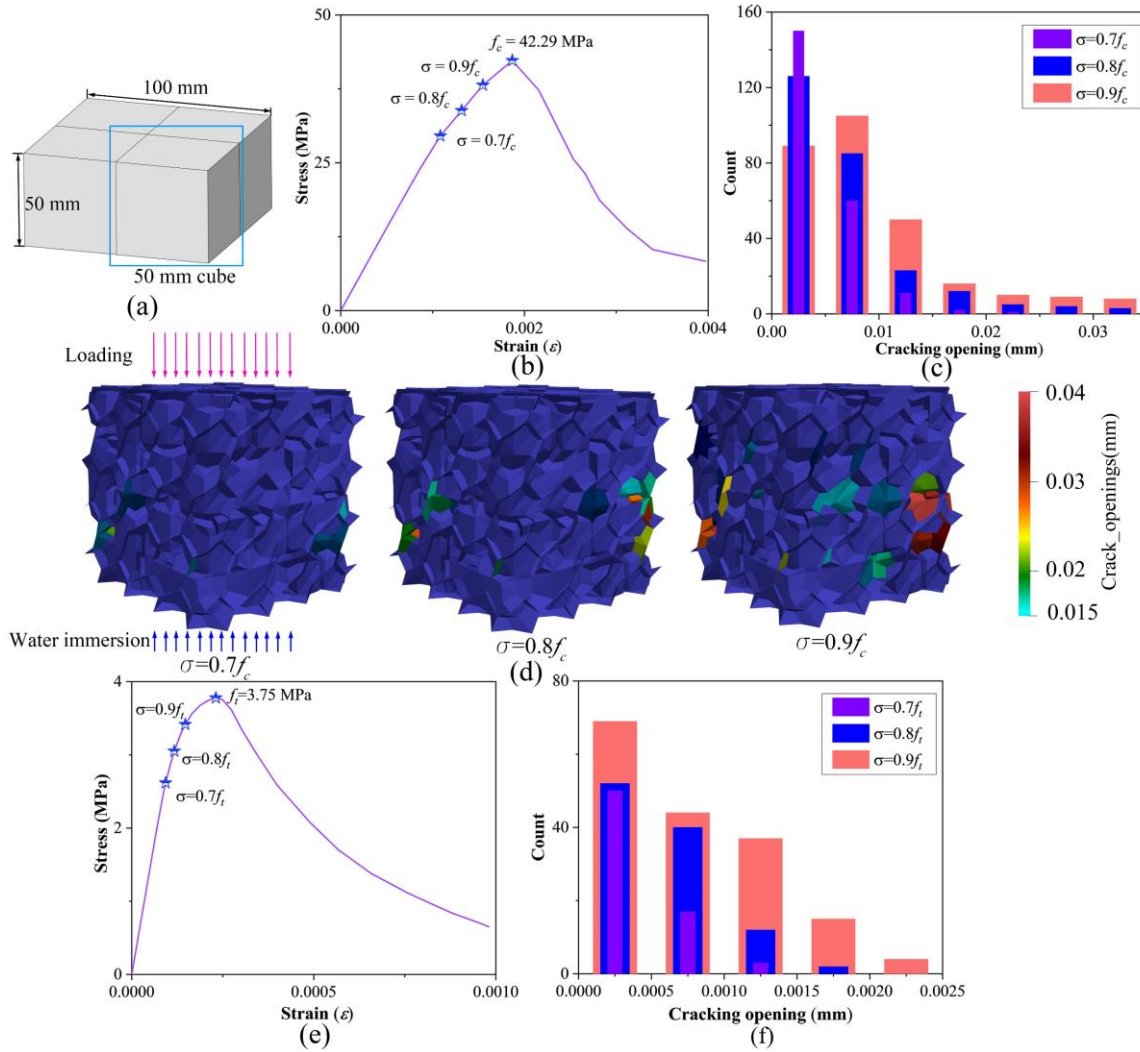 100 mm
50 mm
50 mm cube
(a)
50
25
0
Stress (MPa)
f_c = 42.29 MPa
σ = 0.9f_c
σ = 0.8f_c
σ = 0.7f_c
0.000
0.002
0.004
Strain (ε)
(b)
160
120
80
40
0
Count
σ=0.7f_c
σ=0.8f_c
σ=0.9f_c
0.00
0.01
0.02
0.03
Cracking opening (mm)
(c)
Loading
Water immersion
σ=0.7f_c
σ=0.8f_c
σ=0.9f_c
(d)
0.04
0.03
0.02
0.015
Crack_openings(mm)
4
2
0
Stress (MPa)
f_t=3.75 MPa
σ=0.9f_t
σ=0.8f_t
σ=0.7f_t
0.0000
0.0005
0.0010
Strain (ε)
(e)
80
40
0
Count
σ=0.7f_t
σ=0.8f_t
σ=0.9f_t
0.0000
0.0005
0.0010
0.0015
0.0020
0.0025
Cracking opening (mm)
(f)